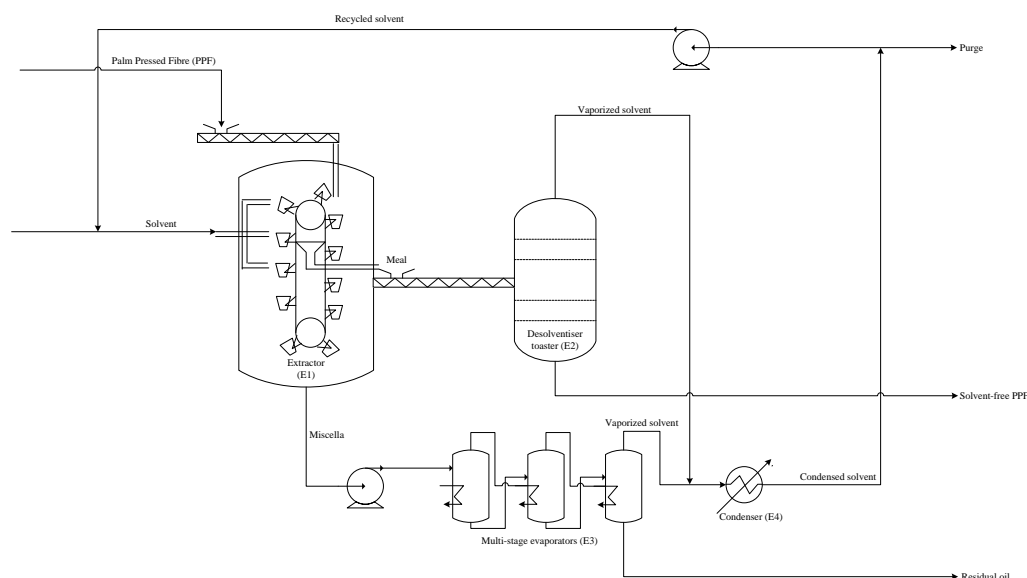 Recycled solvent
Purge
Palm Pressed Fibre (PPF)
Vaporized solvent
Solvent
Meal
Desolventiser
toaster (E2)
Extractor
(E1)
Solvent-free PPF
Miscella
Vaporized solvent
Condensed solvent
Condenser (E4)
Multi-stage evaporators (E3)
Residual oil